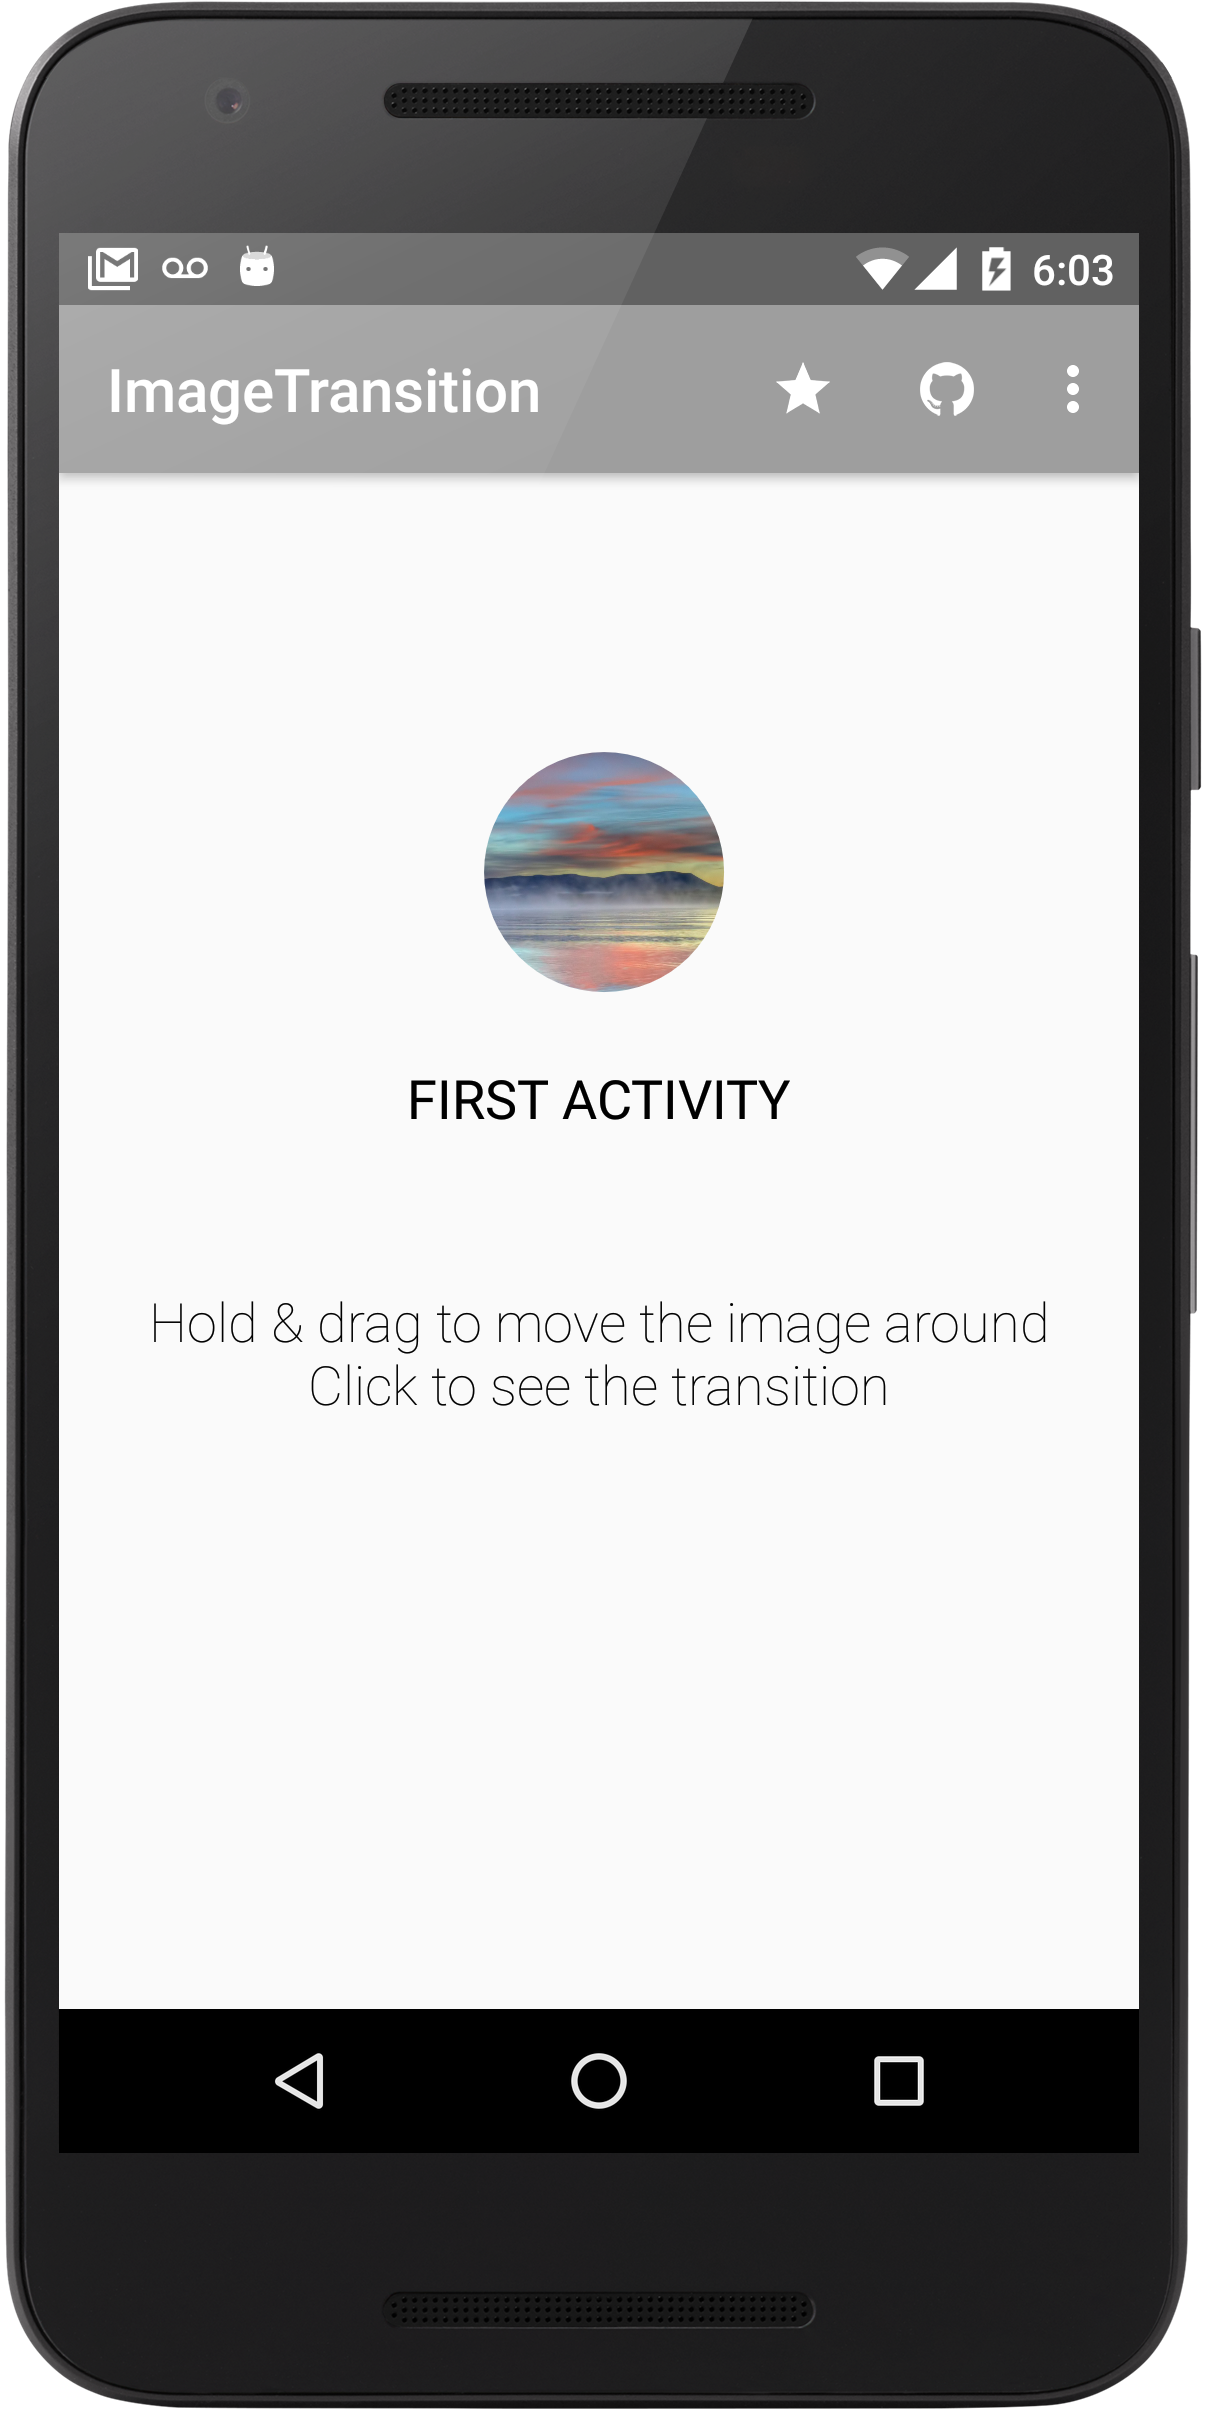 6:03
ImageTransition
FIRST ACTIVITY
Hold & drag to move the image around
Click to see the transition